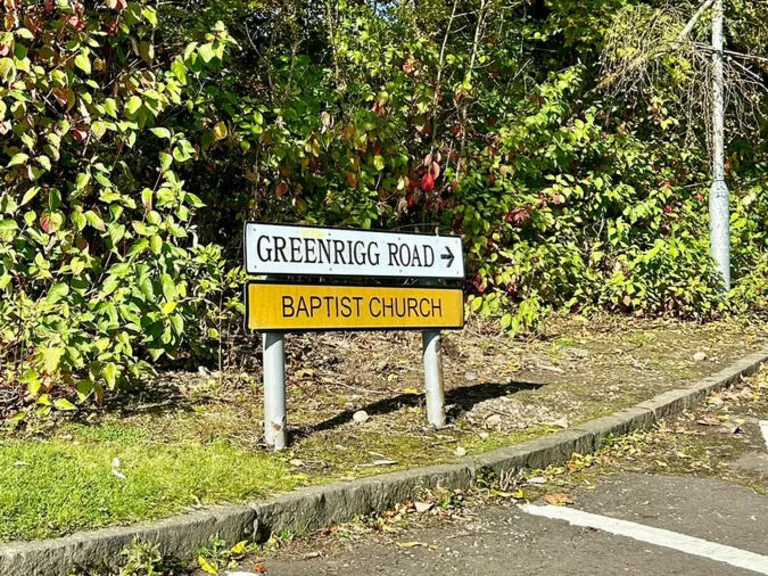 GREENRIGG ROAD →
BAPTIST CHURCH